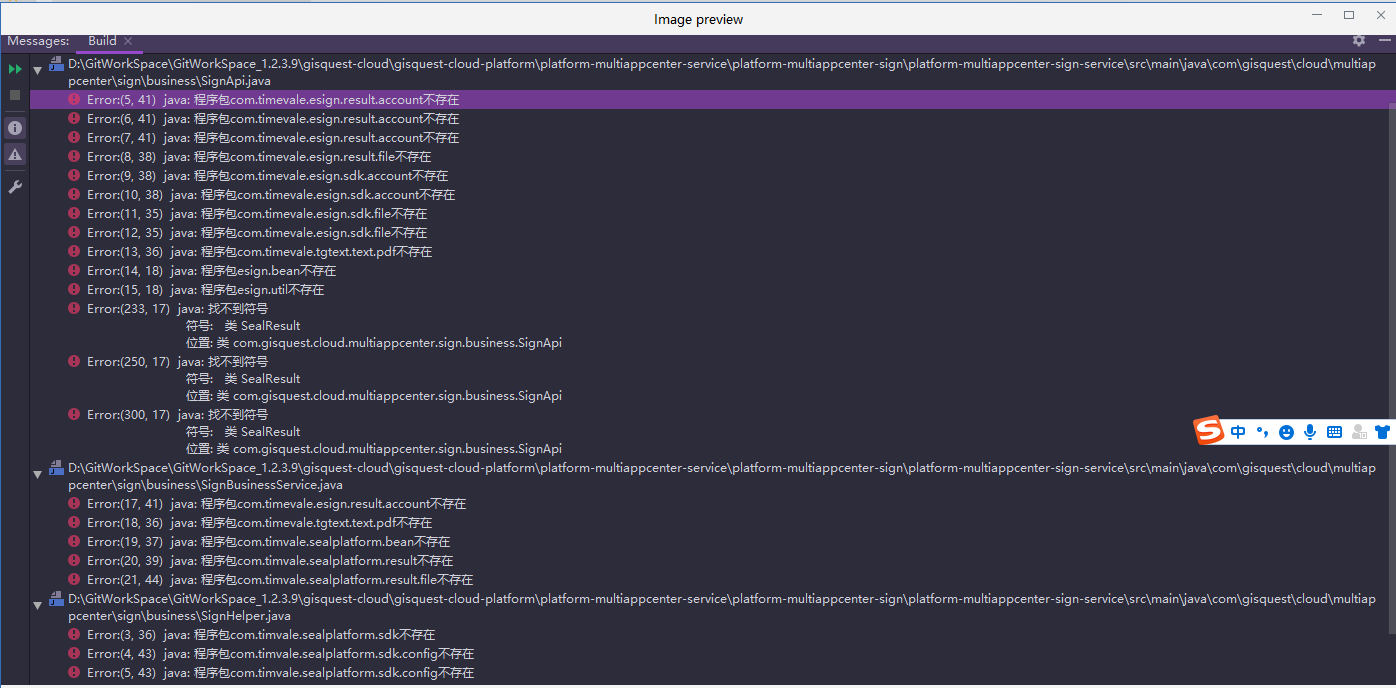 Image preview
Messages: Build
D:\GitWorkSpace\GitWorkSpace_1.2.3.9\gisquest-cloud\gisquest-cloud-platform\platform-multiappcenter-service\platform-multiappcenter-sign\platform-multiappcenter-sign-service\src\main\java\com\gisquest\cloud\multiap
pcenter\sign\business\SignApi.java
Error:(5, 41) java: 程序包com.timevale.esign.result.account不存在
Error:(6, 41) java: 程序包com.timevale.esign.result.account不存在
Error:(7, 41) java: 程序包com.timevale.esign.result.account不存在
Error:(8, 38) java: 程序包com.timevale.esign.result.file不存在
Error:(9, 38) java: 程序包com.timevale.esign.sdk.account不存在
Error:(10, 38) java: 程序包com.timevale.esign.sdk.account不存在
Error:(11, 35) java: 程序包com.timevale.esign.sdk.file不存在
Error:(12, 35) java: 程序包com.timevale.esign.sdk.file不存在
Error:(13, 36) java: 程序包com.timevale.tgtext.text.pdf不存在
Error:(14, 18) java: 程序包esign.bean不存在
Error:(15, 18) java: 程序包esign.util不存在
Error:(233, 17) java: 找不到符号
符号: 类 SealResult
位置: 类 com.gisquest.cloud.multiappcenter.sign.business.SignApi
Error:(250, 17) java: 找不到符号
符号: 类 SealResult
位置: 类 com.gisquest.cloud.multiappcenter.sign.business.SignApi
Error:(300, 17) java: 找不到符号
符号: 类 SealResult
位置: 类 com.gisquest.cloud.multiappcenter.sign.business.SignApi
中
D:\GitWorkSpace\GitWorkSpace_1.2.3.9\gisquest-cloud\gisquest-cloud-platform\platform-multiappcenter-service\platform-multiappcenter-sign\platform-multiappcenter-sign-service\src\main\java\com\gisquest\cloud\multiap
pcenter\sign\business\SignBusinessService.java
Error:(17, 41) java: 程序包com.timevale.esign.result.account不存在
Error:(18, 36) java: 程序包com.timevale.tgtext.text.pdf不存在
Error:(19, 37) java: 程序包com.timvale.sealplatform.bean不存在
Error:(20, 39) java: 程序包com.timvale.sealplatform.result不存在
Error:(21, 44) java: 程序包com.timvale.sealplatform.result.file不存在
D:\GitWorkSpace\GitWorkSpace_1.2.3.9\gisquest-cloud\gisquest-cloud-platform\platform-multiappcenter-service\platform-multiappcenter-sign\platform-multiappcenter-sign-service\src\main\java\com\gisquest\cloud\multiap
pcenter\sign\business\SignHelper.java
Error:(3, 36) java: 程序包com.timvale.sealplatform.sdk不存在
Error:(4, 43) java: 程序包com.timvale.sealplatform.sdk.config不存在
Error:(5, 43) java: 程序包com.timvale.sealplatform.sdk.config不存在